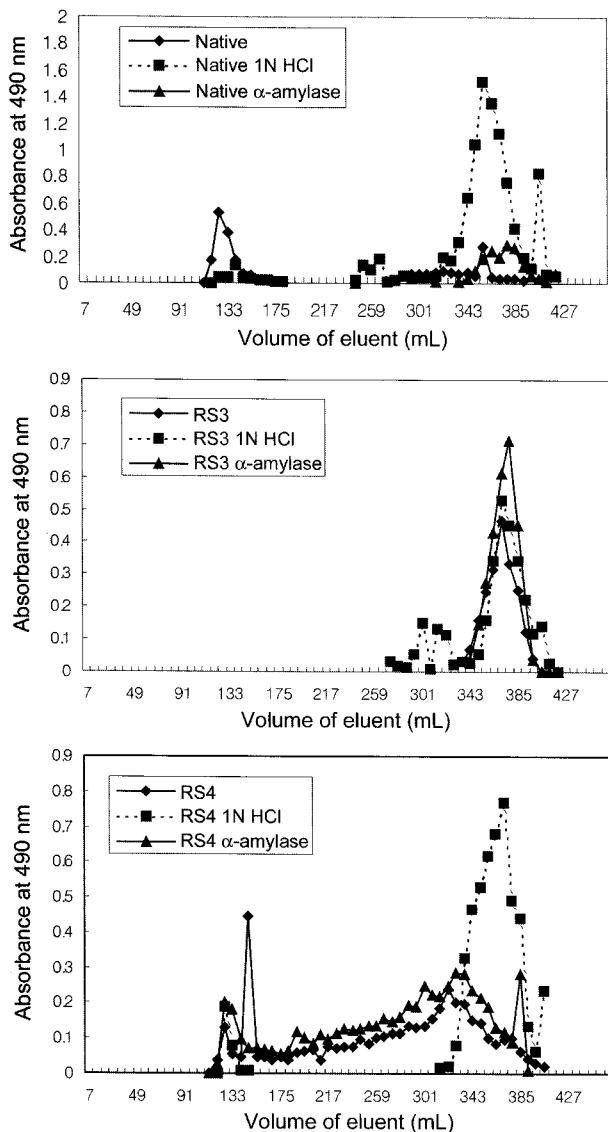 2
1.8
1.6
1.4
1.2
1
0.8
0.6
0.4
0.2
0
Absorbance at 490 nm
Native
Native 1N HCl
Native α-amylase
7 49 91 133 175 217 259 301 343 385 427
Volume of eluent (mL)
0.9
0.8
0.7
0.6
0.5
0.4
0.3
0.2
0.1
0
Absorbance at 490 nm
RS3
RS3 1N HCl
RS3 α-amylase
7 49 91 133 175 217 259 301 343 385 427
Volume of eluent (mL)
0.9
0.8
0.7
0.6
0.5
0.4
0.3
0.2
0.1
0
Absorbance at 490 nm
RS4
RS4 1N HCl
RS4 α-amylase
7 49 91 133 175 217 259 301 343 385 427
Volume of eluent (mL)